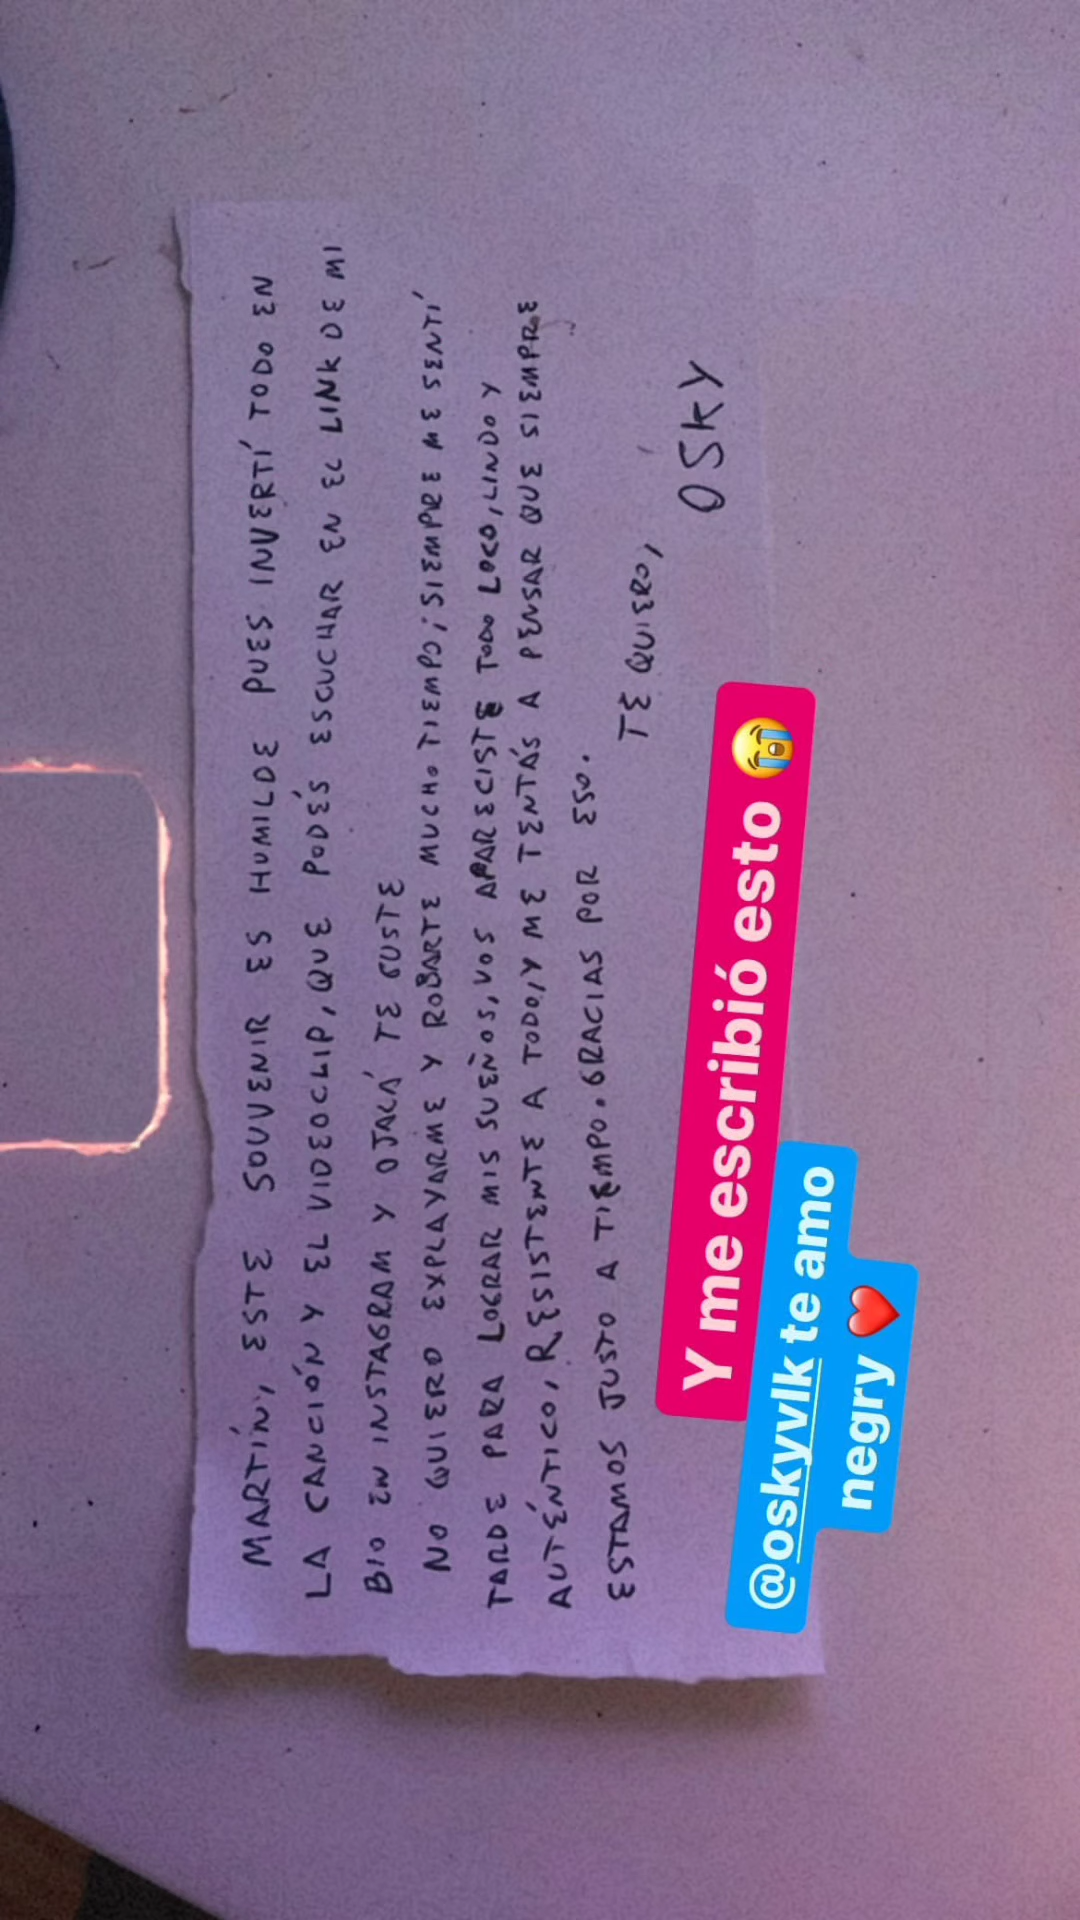 MARTÍN, ESTE SOUVENIR ES HUMILDE PUES INVERTÍ TODO EN
LA CANCIÓN Y EL VIDEOCLIP, QUE PODÉS ESCUCHAR EN EL LINK DE MI
BIO EN INSTAGRAM Y OJALÁ TE GUSTE
NO QUIERO EXPLAYARME Y ROBARTE MUCHO TIEMPO; SIEMPRE ME SENTÍ
TARDE PARA LOGRAR MIS SUEÑOS, VOS APARECISTE TODO LOCO, LINDO Y
AUTÉNTICO, RESISTENTE A TODO, Y ME TENTÁS A PENSAR QUE SIEMPRE
ESTAMOS JUSTO A TIEMPO. GRACIAS POR ESO.
TE QUIERO,
OSKY
Y me escribió esto 😭
@oskyvlk te amo
negry ❤️